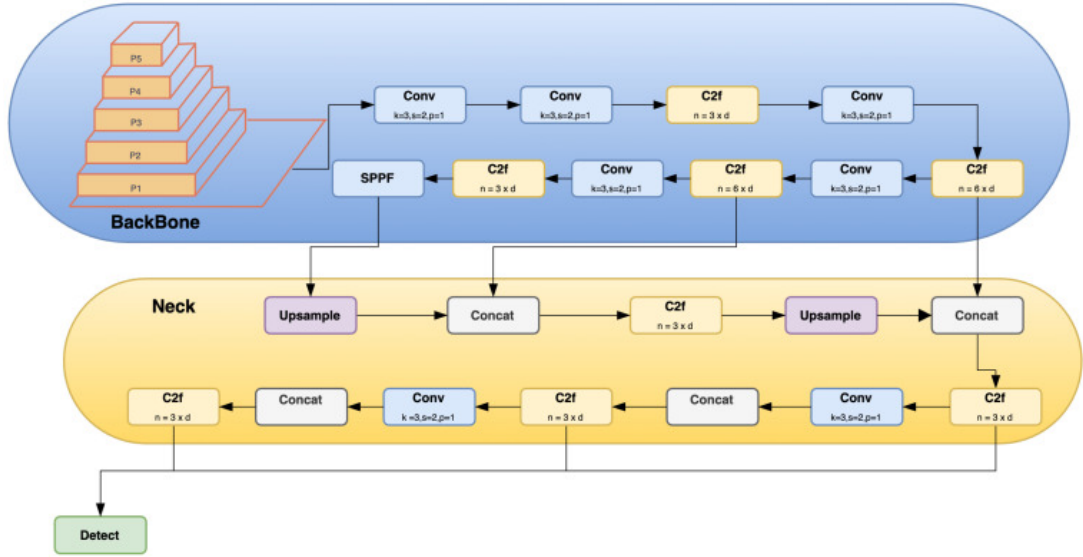 P5
P4
P3
P2
P1
BackBone
Conv
k=3,s=2,p=1
Conv
k=3,s=2,p=1
C2f
n = 3 x d
Conv
k=3,s=2,p=1
SPPF
C2f
n = 3 x d
Conv
k=3,s=2,p=1
C2f
n = 6 x d
Conv
k=3,s=2,p=1
C2f
n = 6 x d
Neck
Upsample
Concat
C2f
n = 3 x d
Upsample
Concat
C2f
n = 3 x d
Concat
Conv
k =3,s=2,p=1
C2f
n = 3 x d
Concat
Conv
k=3,s=2,p=1
C2f
n = 3 x d
Detect